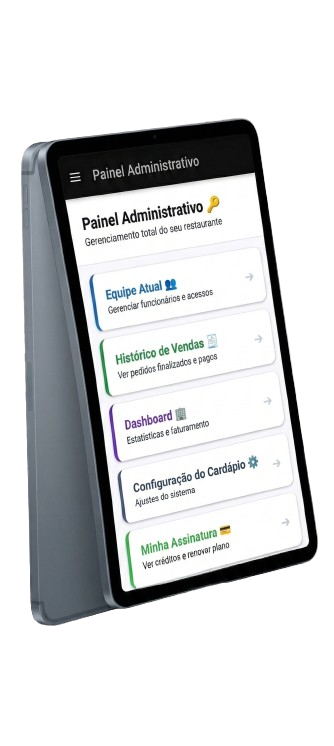 Painel Administrativo
Painel Administrativo 🔑
Gerenciamento total do seu restaurante
Equipe Atual 👥
Gerenciar funcionários e acessos
Histórico de Vendas 🧾
Ver pedidos finalizados e pagos
Dashboard 🏢
Estatísticas e faturamento
Configuração do Cardápio ⚙️
Ajustes do sistema
Minha Assinatura 💳
Ver créditos e renovar plano